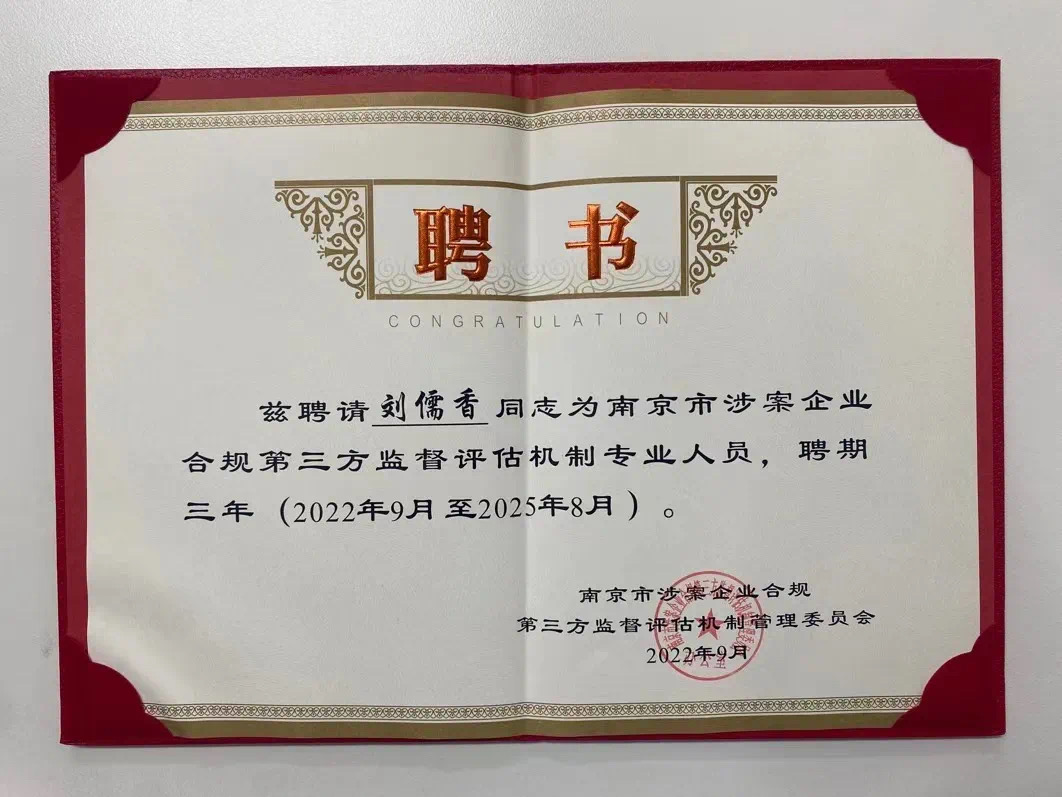 聘书
CONGRATULATION
兹聘请刘儒香同志为南京市涉案企业
合规第三方监督评估机制专业人员，聘期
三年（2022年9月至2025年8月）。
南京市涉案企业合规
第三方监督评估机制管理委员会
2022年9月